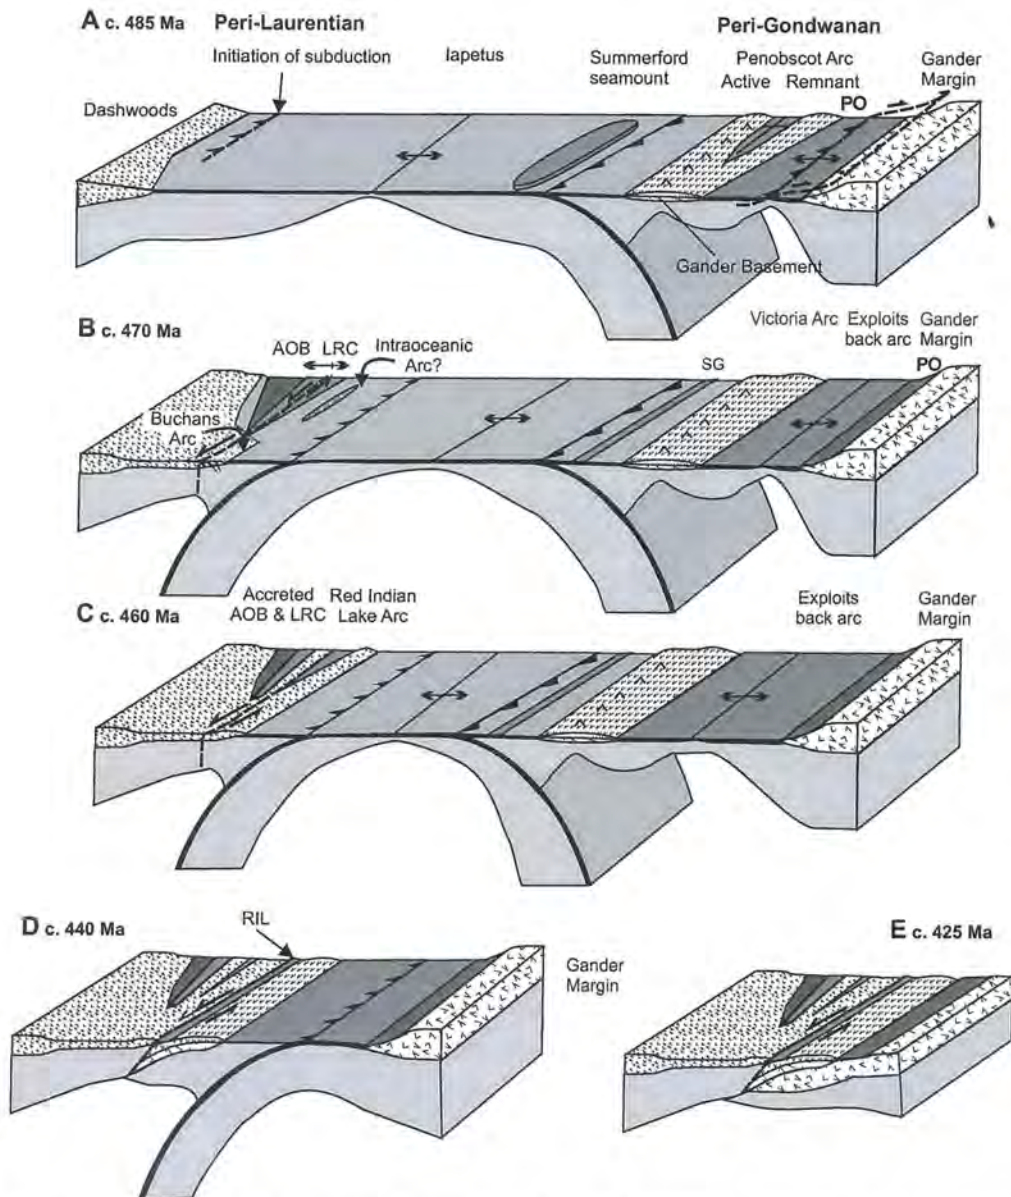 A c. 485 Ma
Peri-Laurentian
Peri-Gondwanan
Initiation of subduction
Iapetus
Summerford
seamount
Penobscot Arc
Active Remnant
PO
Gander
Margin
Dashwoods
Gander Basement
B c. 470 Ma
AOB LRC
Intraoceanic
Arc?
Victoria Arc
Exploits
back arc
Gander
Margin
PO
SG
Buchans
Arc
C c. 460 Ma
Accreted
AOB & LRC
Red Indian
Lake Arc
Exploits
back arc
Gander
Margin
D c. 440 Ma
RIL
Gander
Margin
E c. 425 Ma